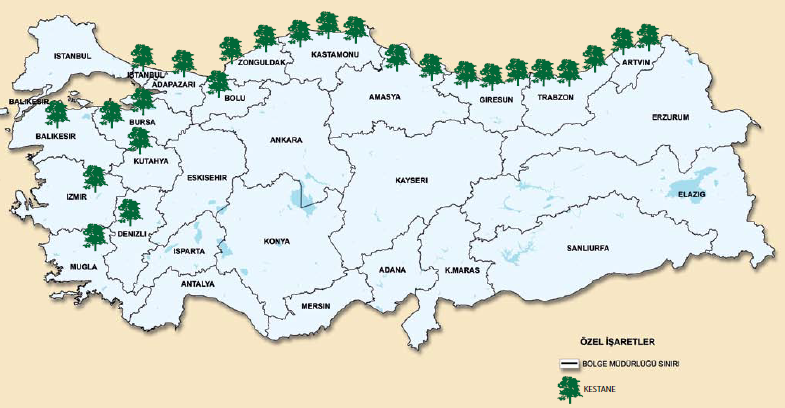 ISTANBUL
ISTANBUL
ADAPAZARI
ZONGULDAK
KASTAMONU
BOLU
ARTVIN
AMASYA
GIRESUN
TRABZON
BALIKESIR
BURSA
BALIKESIR
ERZURUM
ANKARA
KUTAHYA
ESKISEHIR
KAYSERI
IZMIR
ELAZIG
DENIZLI
KONYA
ISPARTA
SANLIURFA
MUGLA
ADANA
K.MARAS
ANTALYA
MERSIN
ÖZEL İŞARETLER
BÖLGE MÜDÜRLÜĞÜ SINIRI
KESTANE